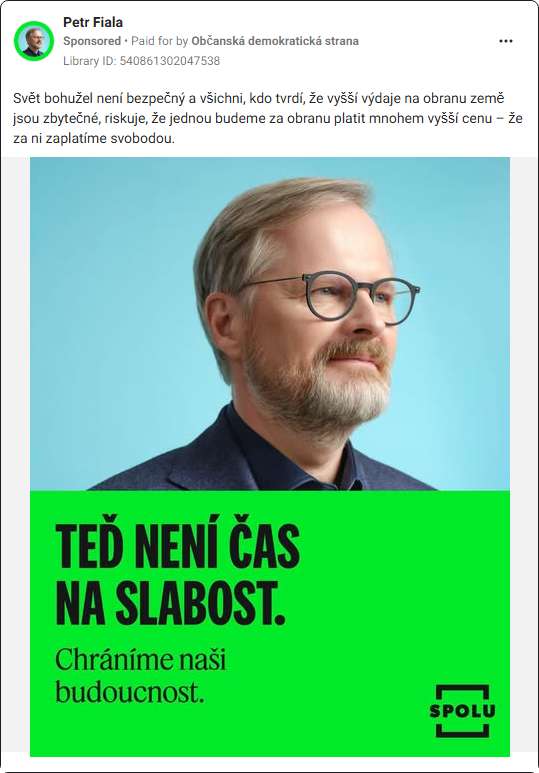 Petr Fiala
Sponsored • Paid for by Občanská demokratická strana
Library ID: 540861302047538
Svět bohužel není bezpečný a všichni, kdo tvrdí, že vyšší výdaje na obranu země
jsou zbytečné, riskuje, že jednou budeme za obranu platit mnohem vyšší cenu – že
za ni zaplatíme svobodou.
TEĎ NENÍ ČAS
NA SLABOST.
Chráníme naši
budoucnost.
SPOLU